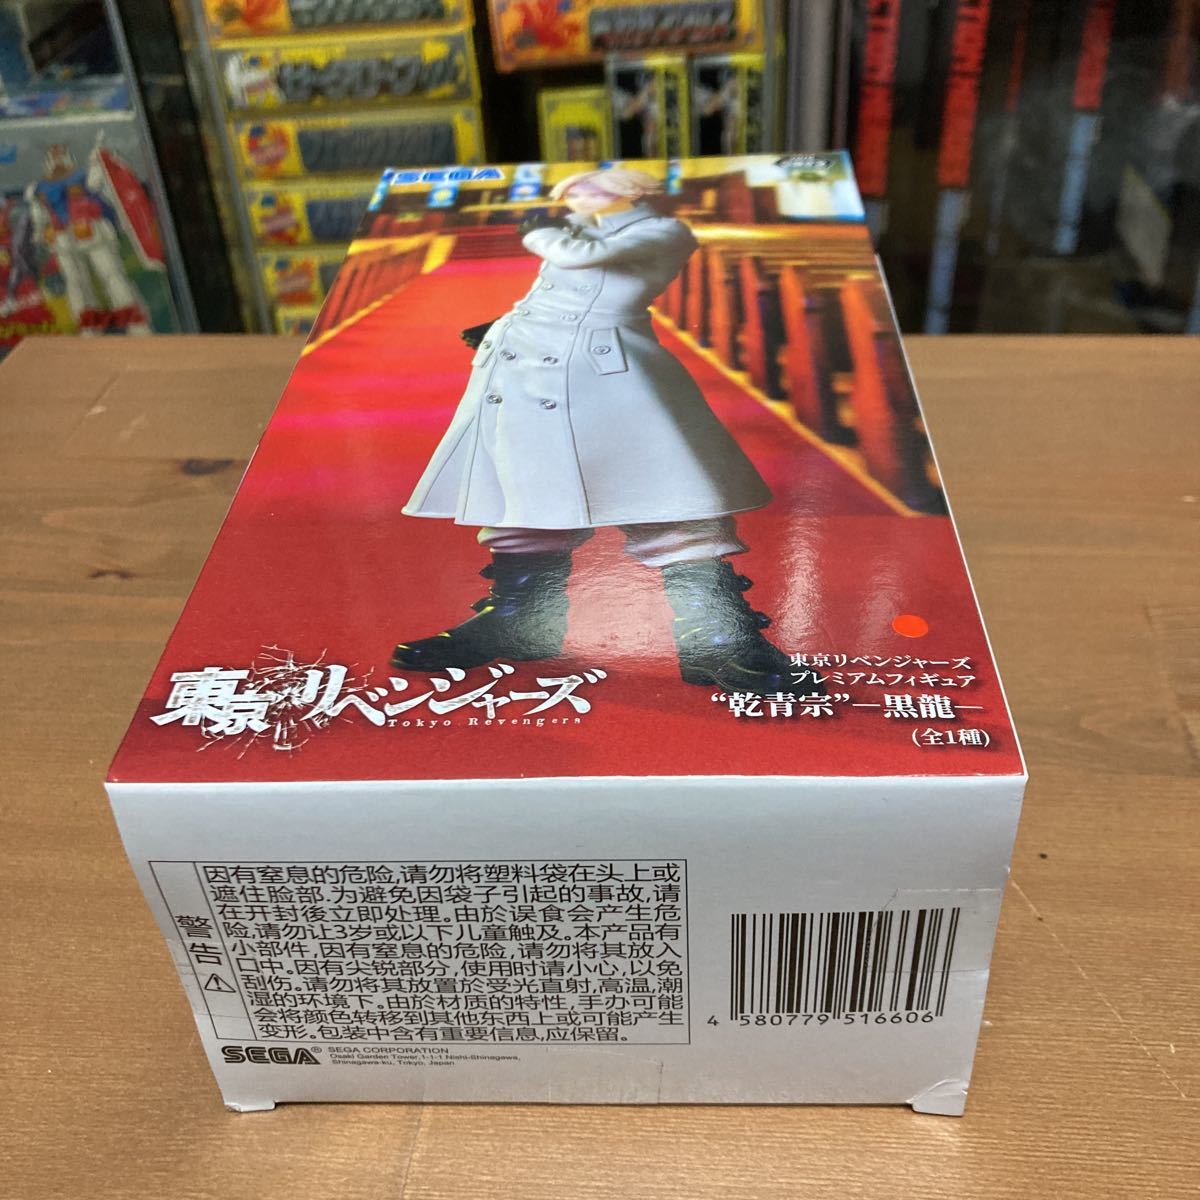 SEGA
東京リベンジャーズ
Tokyo Revengers
東京リベンジャーズ
プレミアムフィギュア
“乾青宗”―黒龍―
(全1種)
警告
因有窒息的危险,请勿将塑料袋在头上或
遮住脸部.为避免因袋子引起的事故,请
在开封後立即处理。由於误食会产生危
险,请勿让3岁或以下儿童触及。本产品有
小部件,因有窒息的危险,请勿将其放入
口中。因有尖锐部分,使用时请小心,以免
刮伤。请勿将其放置於受光直射,高温,潮
湿的环境下。由於材质的特性,手办可能
会将颜色转移到其他东西上或可能产生
变形。包装中含有重要信息,应保留。
SEGA® SEGA CORPORATION
Osaki Garden Tower,1-1-1 Nishi-Shinagawa,
Shinagawa-ku, Tokyo, Japan
4 580779 516606